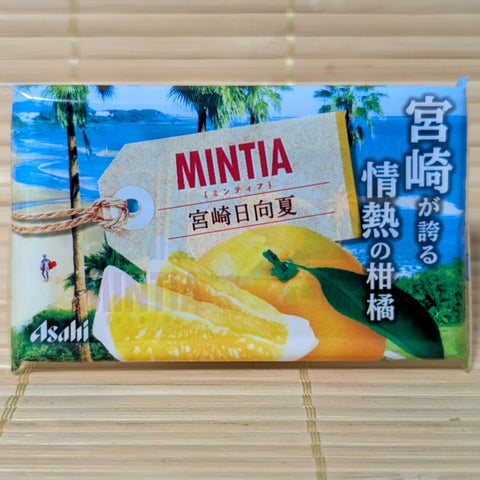 MINTIA
【ミンティア】
宮崎日向夏
宮崎が誇る
情熱の柑橘
Asahi